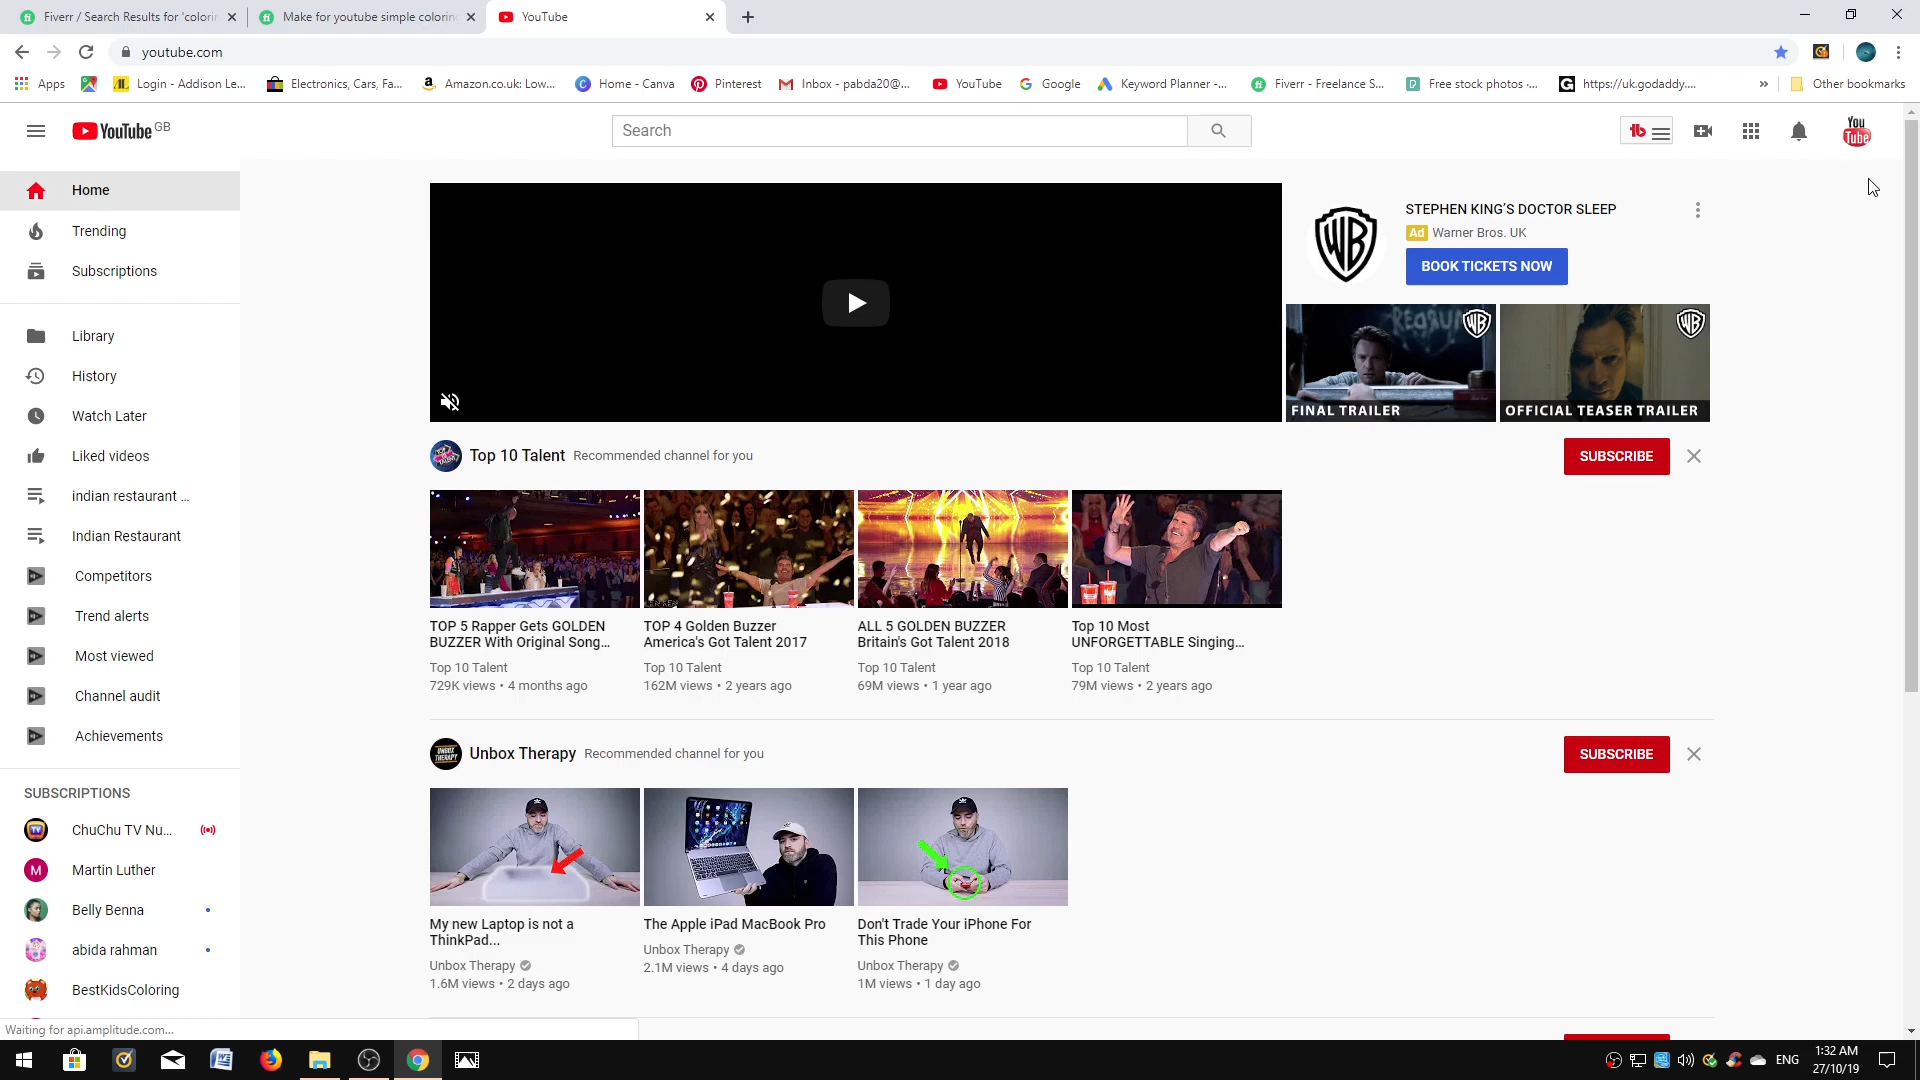 Fiverr / Search Results for 'colorin
Make for youtube simple coloring
YouTube
youtube.com
Apps
Login - Addison Le...
Electronics, Cars, Fa...
Amazon.co.uk: Low...
Home - Canva
Pinterest
Inbox - pabda20@...
YouTube
Google
Keyword Planner -...
Fiverr - Freelance S...
Free stock photos ·...
https://uk.godaddy....
»
Other bookmarks
YouTube GB
Search
You
Tube
Home
Trending
Subscriptions
Library
History
Watch Later
Liked videos
indian restaurant ...
Indian Restaurant
Competitors
Trend alerts
Most viewed
Channel audit
Achievements
SUBSCRIPTIONS
ChuChu TV Nu...
Martin Luther
Belly Benna
abida rahman
BestKidsColoring
STEPHEN KING'S DOCTOR SLEEP
Ad Warner Bros. UK
BOOK TICKETS NOW
FINAL TRAILER
OFFICIAL TEASER TRAILER
Top 10 Talent Recommended channel for you
SUBSCRIBE
TOP 5 Rapper Gets GOLDEN
BUZZER With Original Song...
Top 10 Talent
729K views • 4 months ago
TOP 4 Golden Buzzer
America's Got Talent 2017
Top 10 Talent
162M views • 2 years ago
ALL 5 GOLDEN BUZZER
Britain's Got Talent 2018
Top 10 Talent
69M views • 1 year ago
Top 10 Most
UNFORGETTABLE Singing...
Top 10 Talent
79M views • 2 years ago
Unbox Therapy Recommended channel for you
SUBSCRIBE
My new Laptop is not a
ThinkPad...
Unbox Therapy
1.6M views • 2 days ago
The Apple iPad MacBook Pro
Unbox Therapy
2.1M views • 4 days ago
Don't Trade Your iPhone For
This Phone
Unbox Therapy
1M views • 1 day ago
Waiting for api.amplitude.com...
ENG
1:32 AM
27/10/19